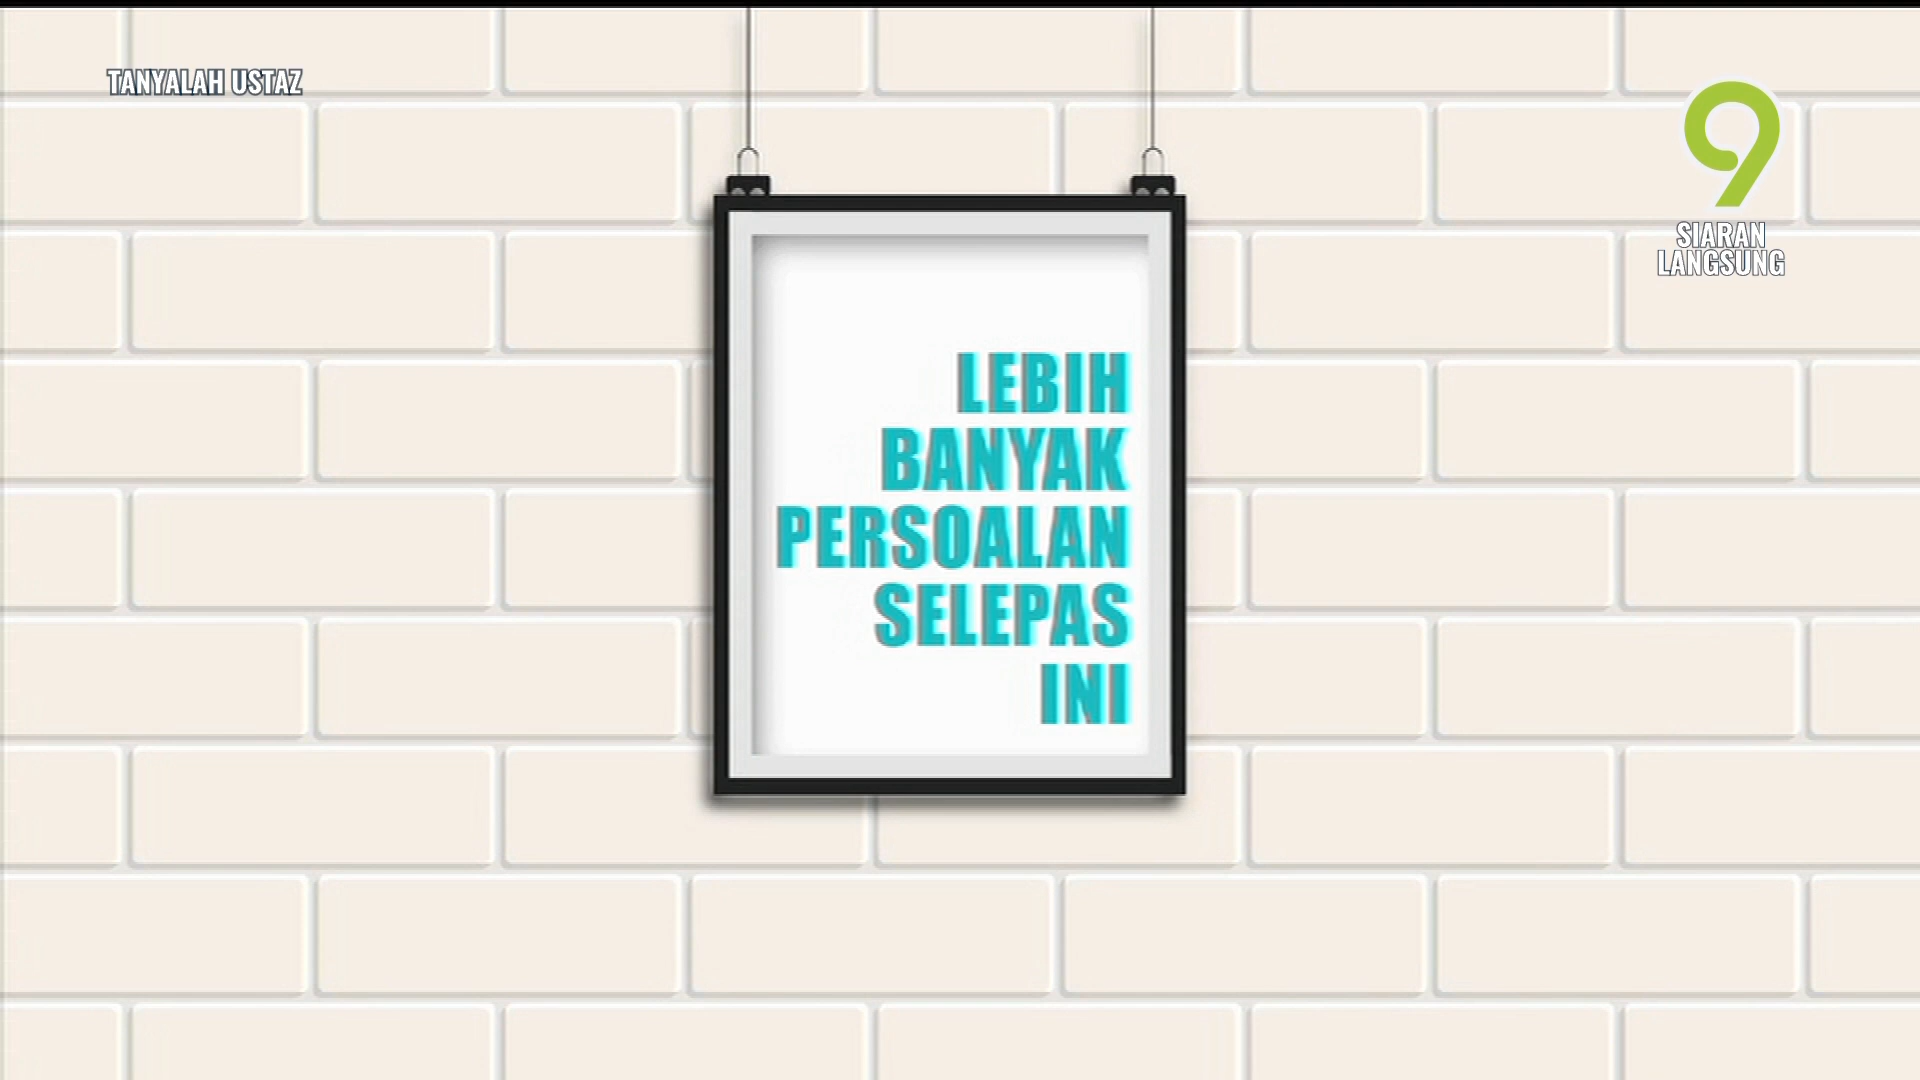 TANYALAH USTAZ
9
SIARAN
LANGSUNG
LEBIH
BANYAK
PERSOALAN
SELEPAS
INI